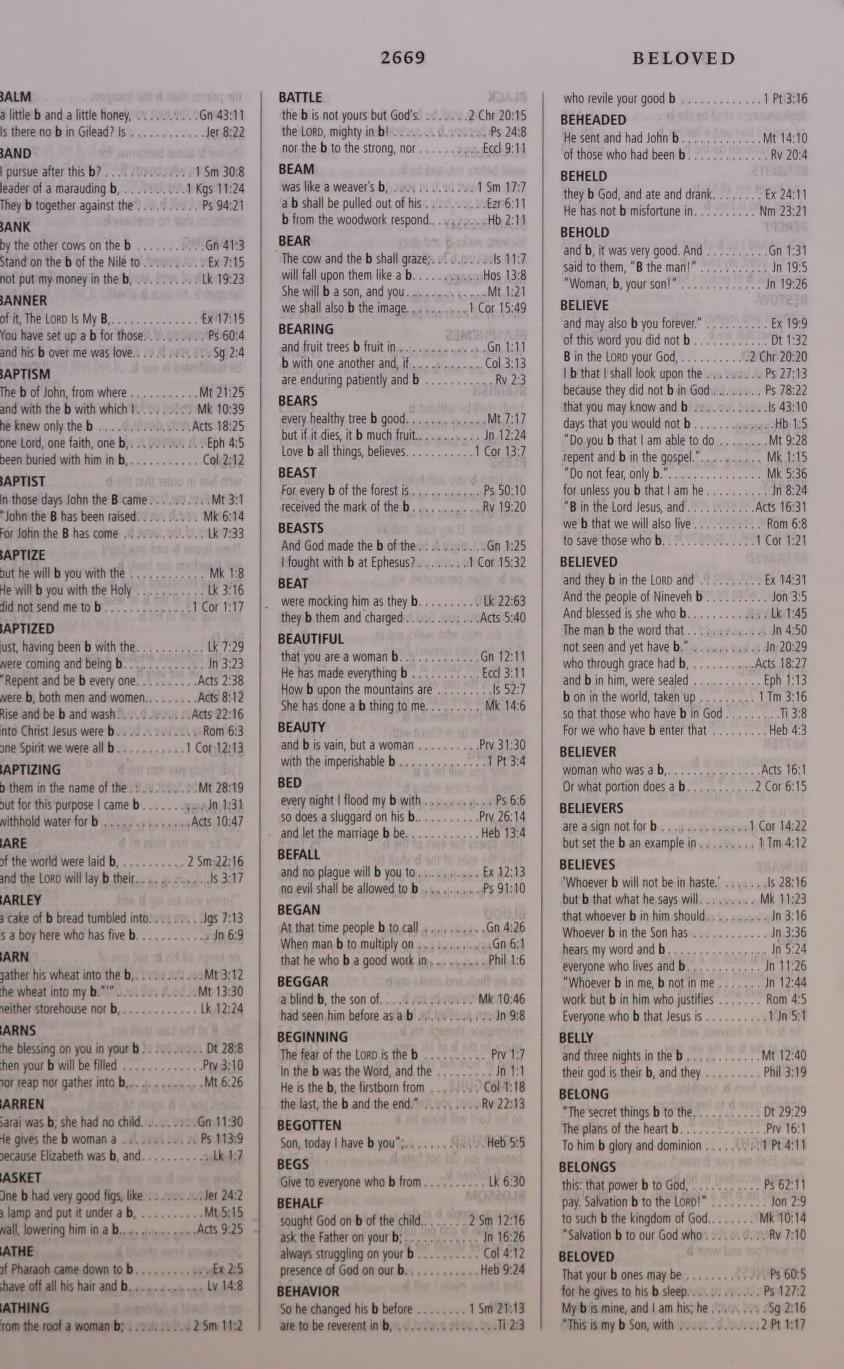 2669
BELOVED
BALM
a little b and a little honey, ..........Gn 43:11
Is there no b in Gilead? Is ............Jer 8:22
BAND
I pursue after this b? .................1 Sm 30:8
leader of a marauding b, ..........1 Kgs 11:24
They b together against the ......... Ps 94:21
BANK
by the other cows on the b ..........Gn 41:3
Stand on the b of the Nile to .........Ex 7:15
not put my money in the b, ......... Lk 19:23
BANNER
of it, The LORD Is My B, .............. Ex 17:15
You have set up a b for those......... Ps 60:4
and his b over me was love...........Sg 2:4
BAPTISM
The b of John, from where ........... Mt 21:25
and with the b with which I.......... Mk 10:39
he knew only the b ................Acts 18:25
one Lord, one faith, one b, .......... Eph 4:5
been buried with him in b, .......... Col 2:12
BAPTIST
In those days John the B came.........Mt 3:1
"John the B has been raised......... Mk 6:14
For John the B has come ........... Lk 7:33
BAPTIZE
but he will b you with the ........... Mk 1:8
He will b you with the Holy .......... Lk 3:16
did not send me to b ..............1 Cor 1:17
BAPTIZED
just, having been b with the.......... Lk 7:29
were coming and being b............ Jn 3:23
"Repent and be b every one.........Acts 2:38
were b, both men and women........Acts 8:12
Rise and be b and wash...........Acts 22:16
into Christ Jesus were b ............ Rom 6:3
one Spirit we were all b...........1 Cor 12:13
BAPTIZING
b them in the name of the ..........Mt 28:19
but for this purpose I came b ........ Jn 1:31
withhold water for b ..............Acts 10:47
BARE
of the world were laid b, .......... 2 Sm 22:16
and the LORD will lay b their.......... Is 3:17
BARLEY
a cake of b bread tumbled into........Jgs 7:13
is a boy here who has five b........... Jn 6:9
BARN
gather his wheat into the b, ..........Mt 3:12
the wheat into my b.'"" ............Mt 13:30
neither storehouse nor b, ............ Lk 12:24
BARNS
the blessing on you in your b ......... Dt 28:8
then your b will be filled ...........Prv 3:10
nor reap nor gather into b, ..........Mt 6:26
BARREN
Sarai was b; she had no child. ........Gn 11:30
He gives the b woman a ........... Ps 113:9
because Elizabeth was b, and......... Lk 1:7
BASKET
One b had very good figs, like ........Jer 24:2
a lamp and put it under a b, ..........Mt 5:15
wall, lowering him in a b...........Acts 9:25
BATHE
of Pharaoh came down to b...........Ex 2:5
shave off all his hair and b........... Lv 14:8
BATHING
from the roof a woman b; .......... 2 Sm 11:2
BATTLE
the b is not yours but God's. ........2 Chr 20:15
the LORD, mighty in b! .............. Ps 24:8
nor the b to the strong, nor ......... Eccl 9:11
BEAM
was like a weaver's b, ............1 Sm 17:7
a b shall be pulled out of his .........Ezr 6:11
b from the woodwork respond.........Hb 2:11
BEAR
The cow and the b shall graze; ........Is 11:7
will fall upon them like a b......... Hos 13:8
She will b a son, and you ............Mt 1:21
we shall also b the image..........1 Cor 15:49
BEARING
and fruit trees b fruit in.............. Gn 1:11
b with one another and, if .......... Col 3:13
are enduring patiently and b ......... Rv 2:3
BEARS
every healthy tree b good............ Mt 7:17
but if it dies, it b much fruit......... Jn 12:24
Love b all things, believes. ......... 1 Cor 13:7
BEAST
For every b of the forest is........... Ps 50:10
received the mark of the b.......... Rv 19:20
BEASTS
And God made the b of the..........Gn 1:25
I fought with b at Ephesus? ........1 Cor 15:32
BEAT
were mocking him as they b......... Lk 22:63
they b them and charged ...........Acts 5:40
BEAUTIFUL
that you are a woman b............Gn 12:11
He has made everything b .......... Eccl 3:11
How b upon the mountains are ........ Is 52:7
She has done a b thing to me......... Mk 14:6
BEAUTY
and b is vain, but a woman ..........Prv 31:30
with the imperishable b ............. 1 Pt 3:4
BED
every night I flood my b with .......... Ps 6:6
so does a sluggard on his b..........Prv 26:14
and let the marriage b be........... Heb 13:4
BEFALL
and no plague will b you to.......... Ex 12:13
no evil shall be allowed to b .........Ps 91:10
BEGAN
At that time people b to call ..........Gn 4:26
When man b to multiply on ..........Gn 6:1
that he who b a good work in ........ Phil 1:6
BEGGAR
a blind b, the son of.............. Mk 10:46
had seen him before as a b .......... Jn 9:8
BEGINNING
The fear of the LORD is the b ......... Prv 1:7
In the b was the Word, and the ........ Jn 1:1
He is the b, the firstborn from ........ Col 1:18
the last, the b and the end." ........ Rv 22:13
BEGOTTEN
Son, today I have b you"; ........... Heb 5:5
BEGS
Give to everyone who b from ......... Lk 6:30
BEHALF
sought God on b of the child........ 2 Sm 12:16
ask the Father on your b; .......... Jn 16:26
always struggling on your b ......... Col 4:12
presence of God on our b........... Heb 9:24
BEHAVIOR
So he changed his b before ........ 1 Sm 21:13
are to be reverent in b, ................ Ti 2:3
who revile your good b ............. 1 Pt 3:16
BEHEADED
He sent and had John b ............ Mt 14:10
of those who had been b............ Rv 20:4
BEHELD
they b God, and ate and drank........ Ex 24:11
He has not b misfortune in.......... Nm 23:21
BEHOLD
and b, it was very good. And .........Gn 1:31
said to them, "B the man!" .......... Jn 19:5
"Woman, b, your son!" ............ Jn 19:26
BELIEVE
and may also b you forever." ......... Ex 19:9
of this word you did not b .......... Dt 1:32
B in the LORD your God, ..........2 Chr 20:20
I b that I shall look upon the ......... Ps 27:13
because they did not b in God........ Ps 78:22
that you may know and b ...........Is 43:10
days that you would not b ............Hb 1:5
"Do you b that I am able to do ........Mt 9:28
repent and b in the gospel."......... Mk 1:15
"Do not fear, only b."............. Mk 5:36
for unless you b that I am he ......... Jn 8:24
"B in the Lord Jesus, and ..........Acts 16:31
we b that we will also live .......... Rom 6:8
to save those who b..............1 Cor 1:21
BELIEVED
and they b in the LORD and ......... Ex 14:31
And the people of Nineveh b .......... Jon 3:5
And blessed is she who b........... Lk 1:45
The man b the word that ........... Jn 4:50
not seen and yet have b." .......... Jn 20:29
who through grace had b, ..........Acts 18:27
and b in him, were sealed .......... Eph 1:13
b on in the world, taken up ......... 1 Tm 3:16
so that those who have b in God ........Ti 3:8
For we who have b enter that ......... Heb 4:3
BELIEVER
woman who was a b, ..............Acts 16:1
Or what portion does a b...........2 Cor 6:15
BELIEVERS
are a sign not for b ..............1 Cor 14:22
but set the b an example in ......... 1 Tm 4:12
BELIEVES
'Whoever b will not be in haste.' .......Is 28:16
but b that what he says will......... Mk 11:23
that whoever b in him should......... Jn 3:16
Whoever b in the Son has ........... Jn 3:36
hears my word and b.............. Jn 5:24
everyone who lives and b........... Jn 11:26
"Whoever b in me, b not in me ....... Jn 12:44
work but b in him who justifies ....... Rom 4:5
Everyone who b that Jesus is .........1 Jn 5:1
BELLY
and three nights in the b ............Mt 12:40
their god is their b, and they ......... Phil 3:19
BELONG
"The secret things b to the.......... Dt 29:29
The plans of the heart b.............Prv 16:1
To him b glory and dominion ........1 Pt 4:11
BELONGS
this: that power b to God, .......... Ps 62:11
pay. Salvation b to the LORD!" ........ Jon 2:9
to such b the kingdom of God........ Mk 10:14
"Salvation b to our God who..........Rv 7:10
BELOVED
That your b ones may be ............ Ps 60:5
for he gives to his b sleep............ Ps 127:2
My b is mine, and I am his; he ........Sg 2:16
"This is my b Son, with ............2 Pt 1:17